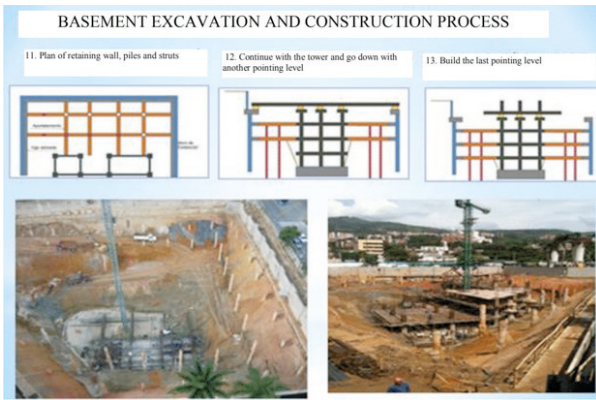 BASEMENT EXCAVATION AND CONSTRUCTION PROCESS
11. Plan of retaining wall, piles and struts
12. Continue with the tower and go down with
another pointing level
13. Build the last pointing level